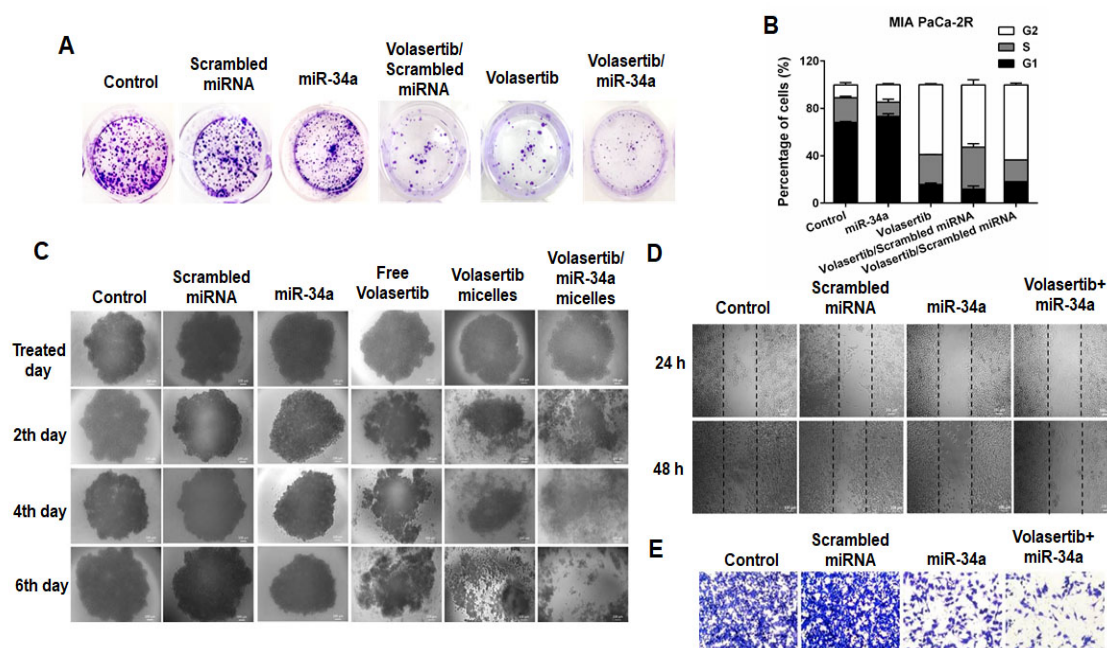 A
Control
Scrambled
miRNA
miR-34a
Volasertib/
Scrambled
miRNA
Volasertib
Volasertib/
miR-34a
B
MIA PaCa-2R
G2
S
G1
Percentage of cells (%)
120
80
40
0
Control
miR-34a
Volasertib
Volasertib/Scrambled miRNA
Volasertib/Scrambled miRNA
C
Control
Scrambled
miRNA
miR-34a
Free
Volasertib
Volasertib
micelles
Volasertib/
miR-34a
micelles
Treated
day
2th day
4th day
6th day
D
Control
Scrambled
miRNA
miR-34a
Volasertib+
miR-34a
24 h
48 h
E
Control
Scrambled
miRNA
miR-34a
Volasertib+
miR-34a